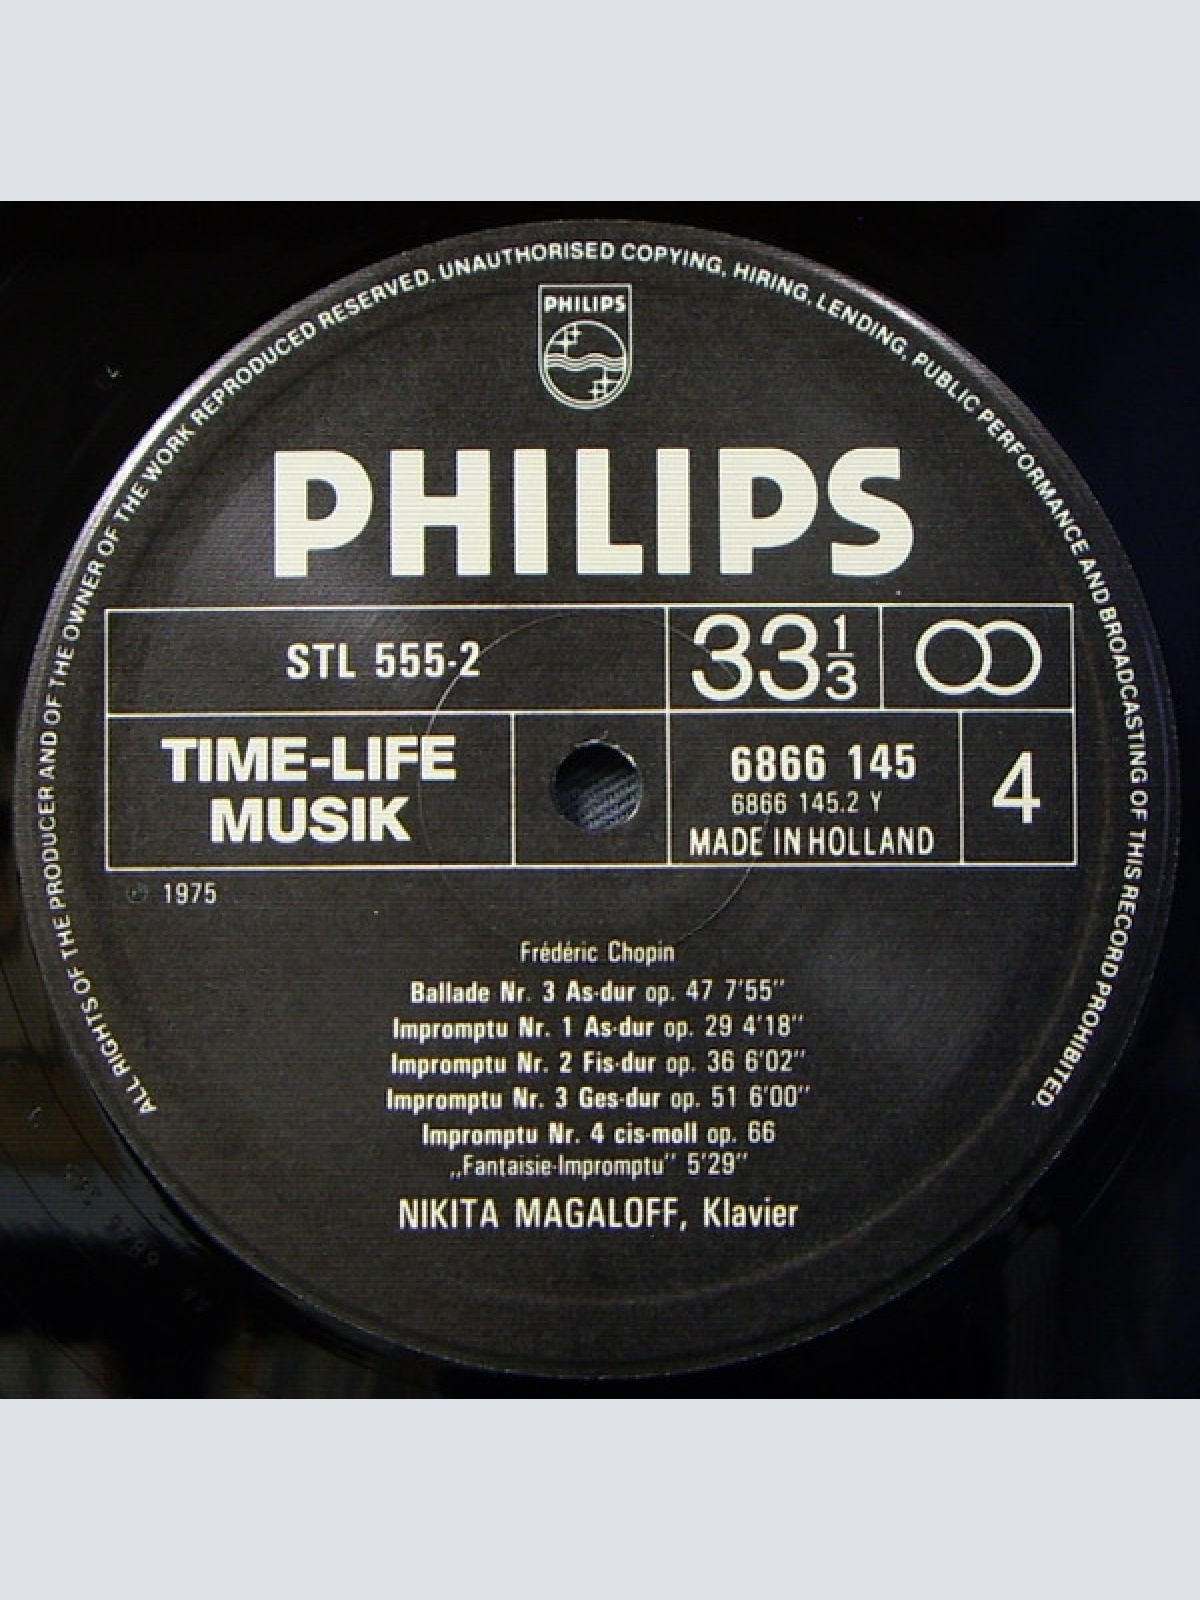 ALL RIGHTS OF THE PRODUCER AND OF THE OWNER OF THE WORK REPRODUCED RESERVED. UNAUTHORISED COPYING, HIRING, LENDING, PUBLIC PERFORMANCE AND BROADCASTING OF THIS RECORD PROHIBITED.
PHILIPS
PHILIPS
STL 555-2
33 1/3
TIME-LIFE
MUSIK
6866 145
6866 145.2 Y
MADE IN HOLLAND
4
℗ 1975
Frédéric Chopin
Ballade Nr. 3 As-dur op. 47 7'55''
Impromptu Nr. 1 As-dur op. 29 4'18''
Impromptu Nr. 2 Fis-dur op. 36 6'02''
Impromptu Nr. 3 Ges-dur op. 51 6'00''
Impromptu Nr. 4 cis-moll op. 66
„Fantaisie-Impromptu'' 5'29''
NIKITA MAGALOFF, Klavier